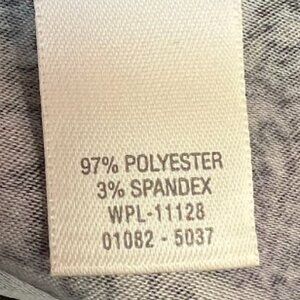 97% POLYESTER
3% SPANDEX
WPL-11128
01082 - 5037